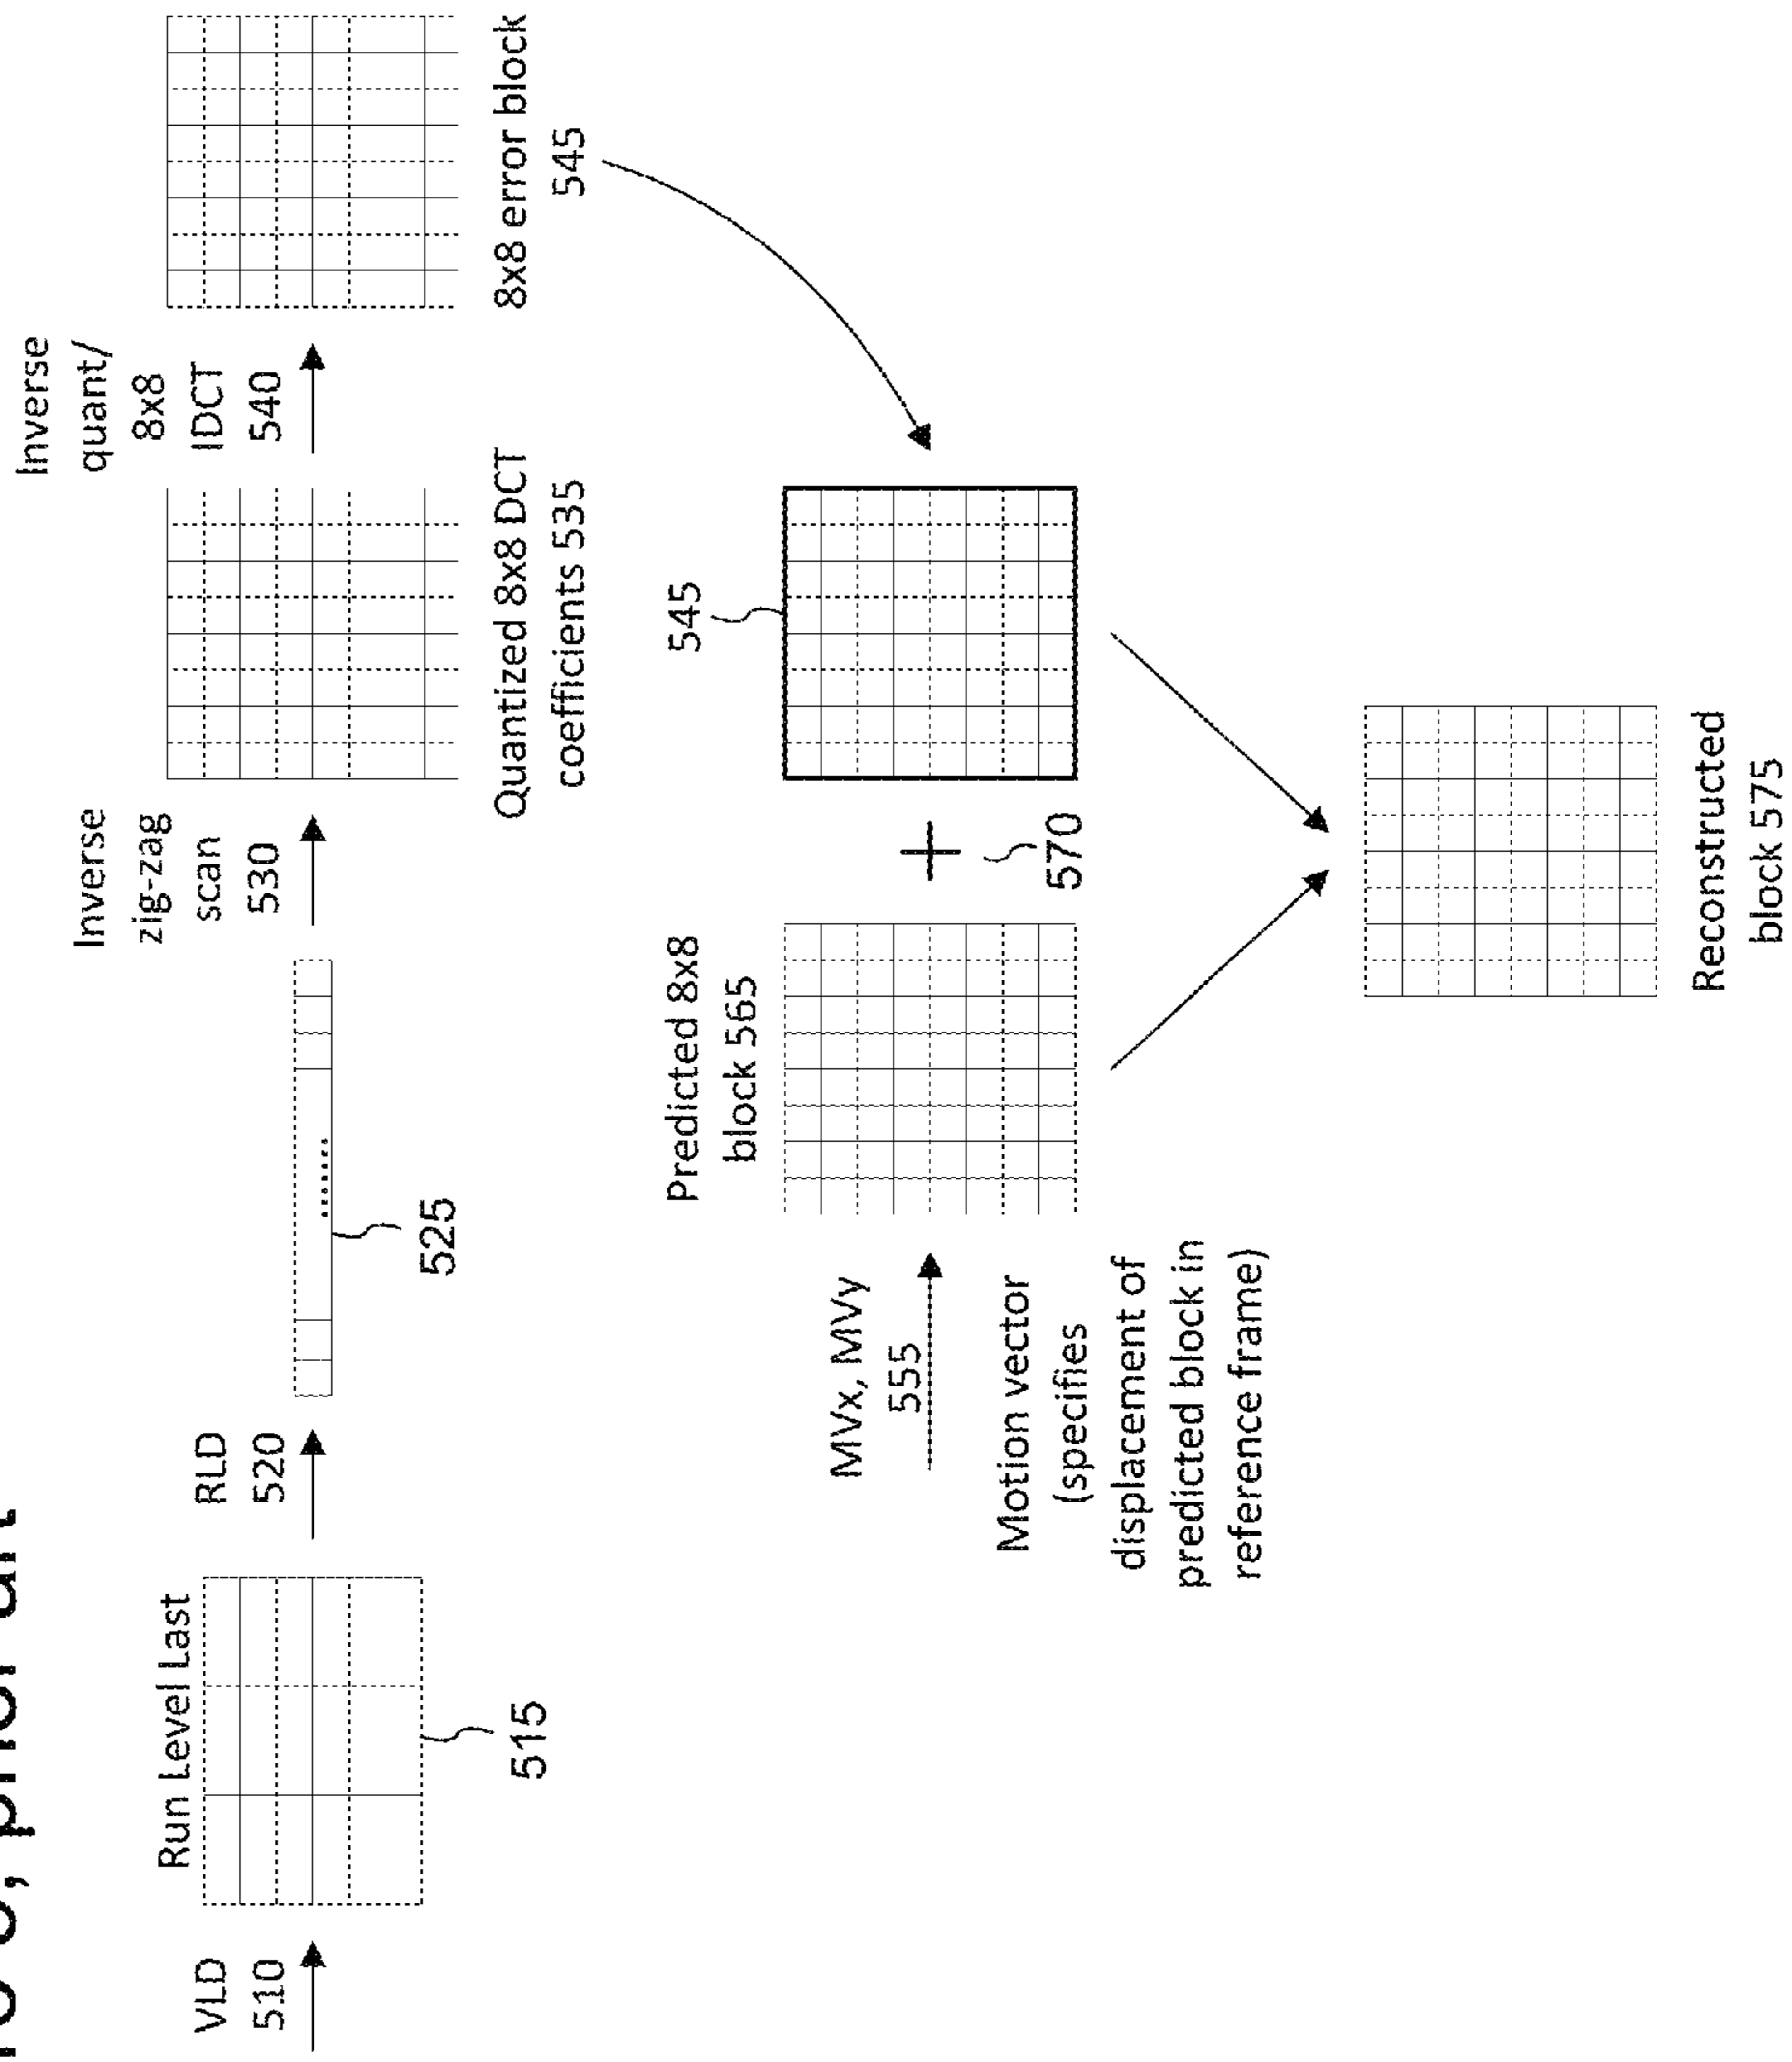 prior art
VLD
510
Run Level Last
515
RLD
520
525
Inverse
zig-zag
scan
530
Quantized 8x8 DCT
coefficients 535
Inverse
quant/
8x8
IDCT
540
8x8 error block
545
MVx, MVy
555
Motion vector
(specifies
displacement of
predicted block in
reference frame)
Predicted 8x8
block 565
+
570
545
Reconstructed
block 575